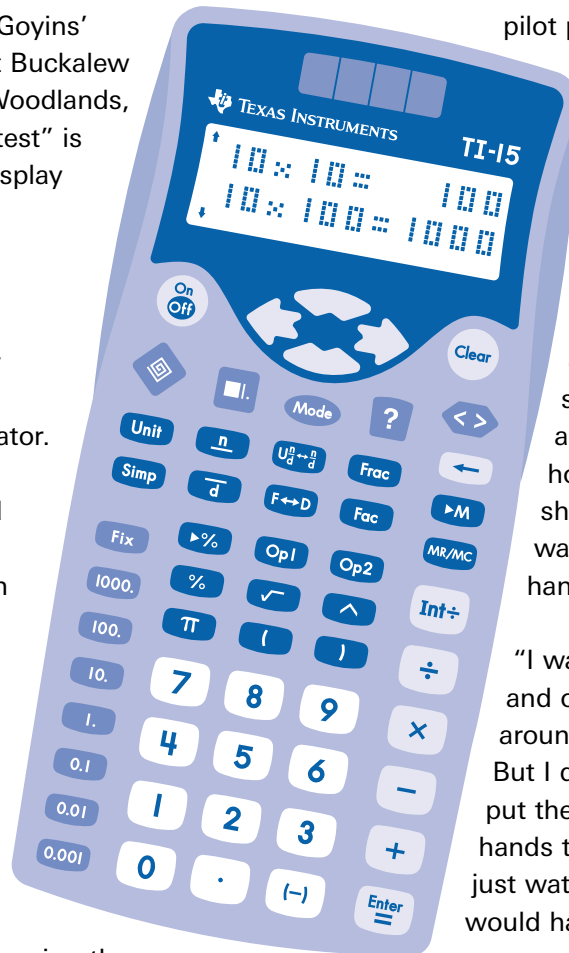 Goyins’
t Buckalew
Woodlands,
test” is
splay
ator.
pilot p
TEXAS INSTRUMENTS
TI-15
10x 10= 100
10x 100= 1000
On
Off
Clear
■|.
Mode
?
< >
Unit
n
U n/d ↔ n/d
Frac
←
Simp
d
F↔D
Fac
▶M
Fix
▶%
Op1
Op2
MR/MC
1000.
%
√
^
Int÷
100.
π
(
)
÷
10.
7
8
9
×
1.
4
5
6
−
0.1
1
2
3
+
0.01
0
.
(−)
Enter
=
0.001
s
a
ho
sh
wa
han
“I wa
and o
aroun
But I d
put the
hands t
just wat
would ha